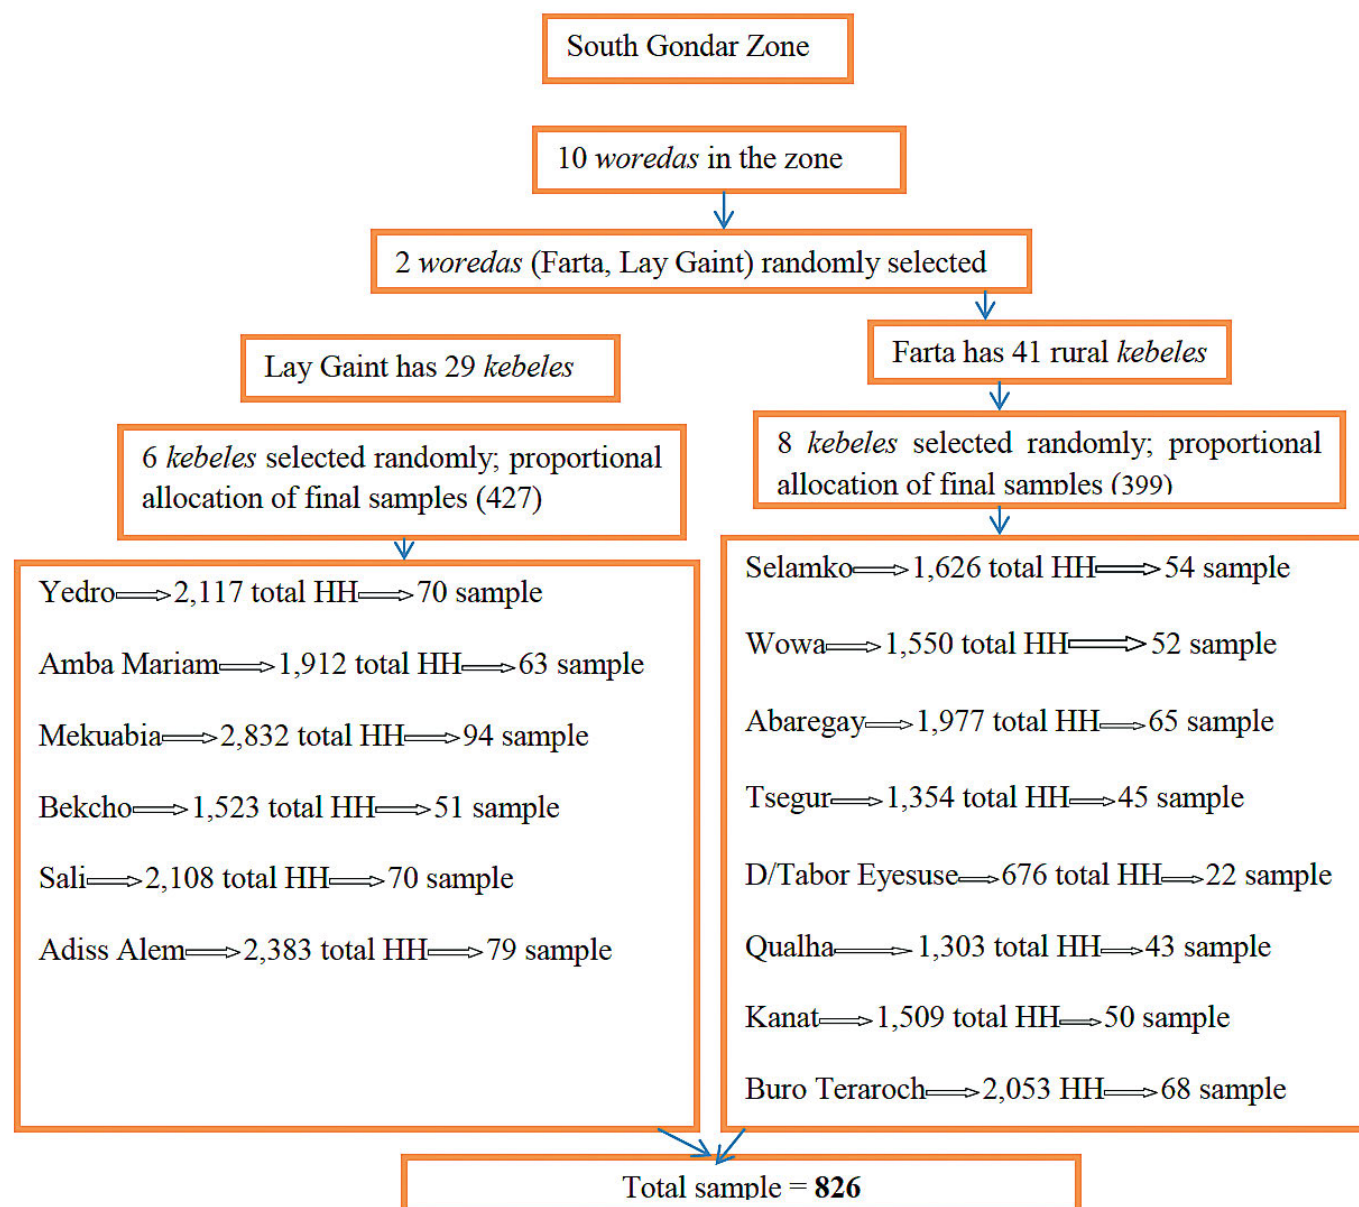 South Gondar Zone
10 woredas in the zone
2 woredas (Farta, Lay Gaint) randomly selected
Lay Gaint has 29 kebeles
Farta has 41 rural kebeles
6 kebeles selected randomly; proportional
allocation of final samples (427)
8 kebeles selected randomly; proportional
allocation of final samples (399)
Yedro⟹2,117 total HH⟹70 sample
Amba Mariam⟹1,912 total HH⟹63 sample
Mekuabia⟹2,832 total HH⟹94 sample
Bekcho⟹1,523 total HH⟹51 sample
Sali⟹2,108 total HH⟹70 sample
Adiss Alem⟹2,383 total HH⟹79 sample
Selamko⟹1,626 total HH⟹54 sample
Wowa⟹1,550 total HH⟹52 sample
Abaregay⟹1,977 total HH⟹65 sample
Tsegur⟹1,354 total HH⟹45 sample
D/Tabor Eyesuse⟹676 total HH⟹22 sample
Qualha⟹1,303 total HH⟹43 sample
Kanat⟹1,509 total HH⟹50 sample
Buro Teraroch⟹2,053 HH⟹68 sample
Total sample = 826